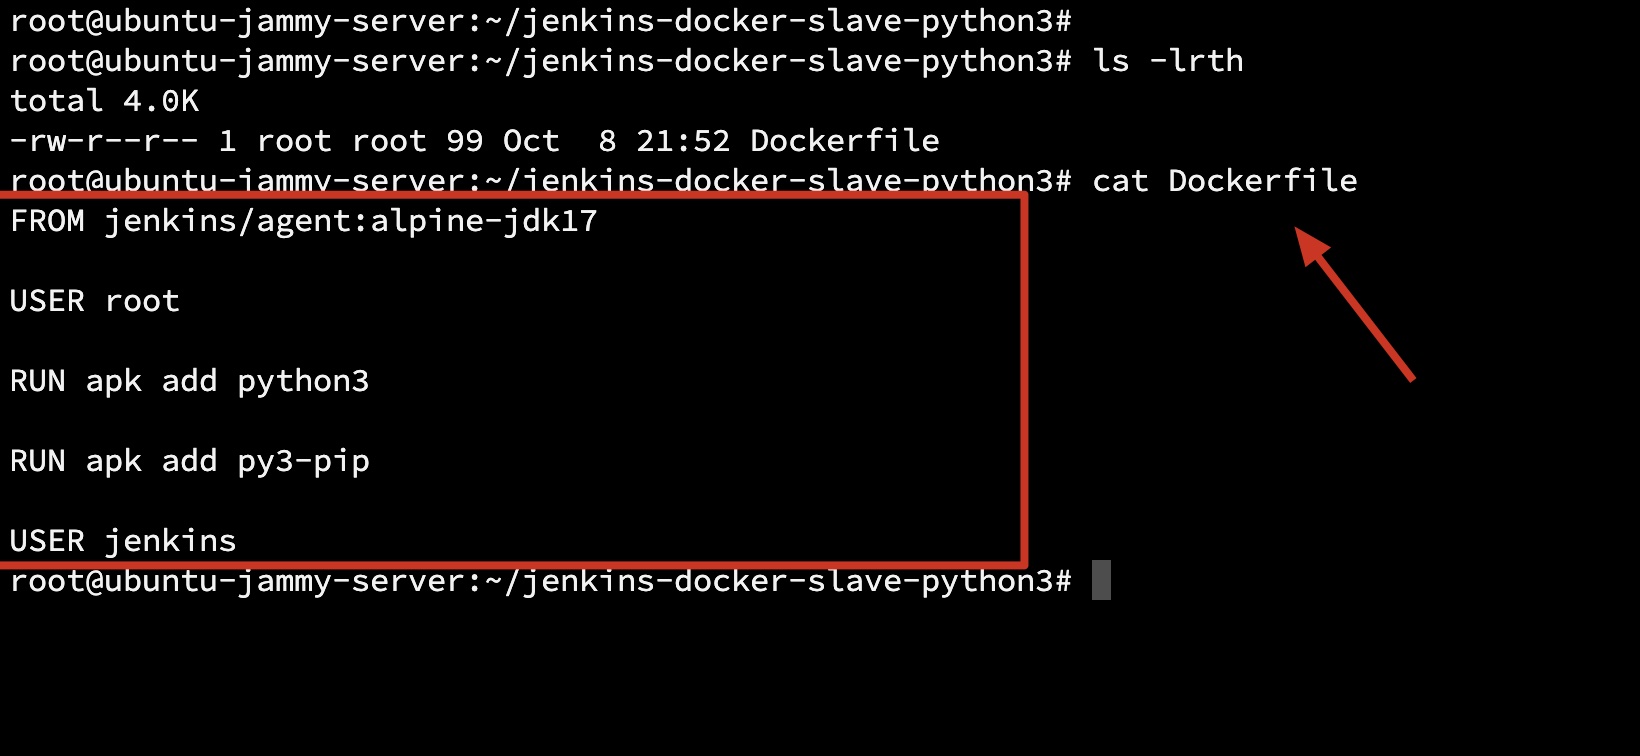 root@ubuntu-jammy-server:~/jenkins-docker-slave-python3#
root@ubuntu-jammy-server:~/jenkins-docker-slave-python3# ls -lrth
total 4.0K
-rw-r--r-- 1 root root 99 Oct  8 21:52 Dockerfile
root@ubuntu-jammy-server:~/jenkins-docker-slave-python3# cat Dockerfile
FROM jenkins/agent:alpine-jdk17
USER root
RUN apk add python3
RUN apk add py3-pip
USER jenkins
root@ubuntu-jammy-server:~/jenkins-docker-slave-python3#